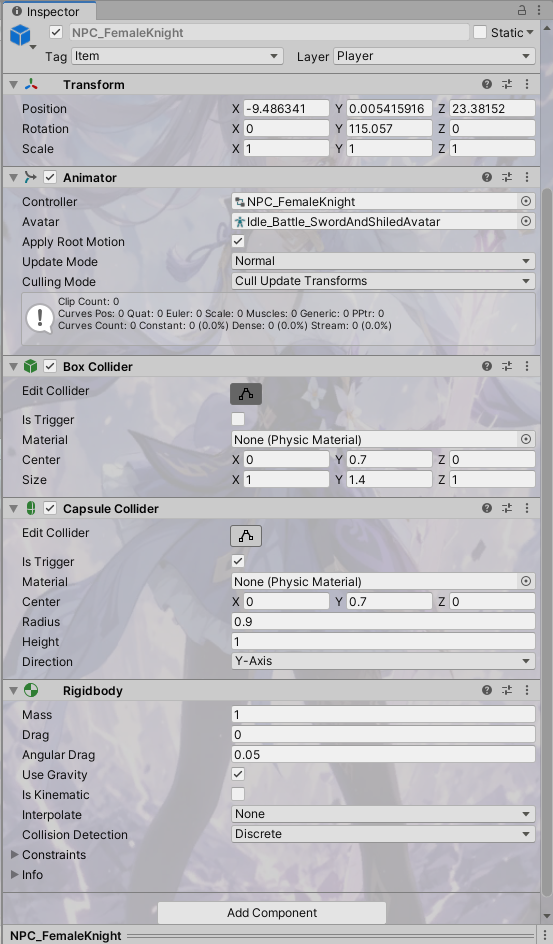 Inspector
NPC_FemaleKnight Static
Tag Item Layer Player
Transform
Position X -9.486341 Y 0.005415916 Z 23.38152
Rotation X 0 Y 115.057 Z 0
Scale X 1 Y 1 Z 1
Animator
Controller NPC_FemaleKnight
Avatar Idle_Battle_SwordAndShiledAvatar
Apply Root Motion
Update Mode Normal
Culling Mode Cull Update Transforms
Clip Count: 0
Curves Pos: 0 Quat: 0 Euler: 0 Scale: 0 Muscles: 0 Generic: 0 PPtr: 0
Curves Count: 0 Constant: 0 (0.0%) Dense: 0 (0.0%) Stream: 0 (0.0%)
Box Collider
Edit Collider
Is Trigger
Material None (Physic Material)
Center X 0 Y 0.7 Z 0
Size X 1 Y 1.4 Z 1
Capsule Collider
Edit Collider
Is Trigger
Material None (Physic Material)
Center X 0 Y 0.7 Z 0
Radius 0.9
Height 1
Direction Y-Axis
Rigidbody
Mass 1
Drag 0
Angular Drag 0.05
Use Gravity
Is Kinematic
Interpolate None
Collision Detection Discrete
Constraints
Info
Add Component
NPC_FemaleKnight